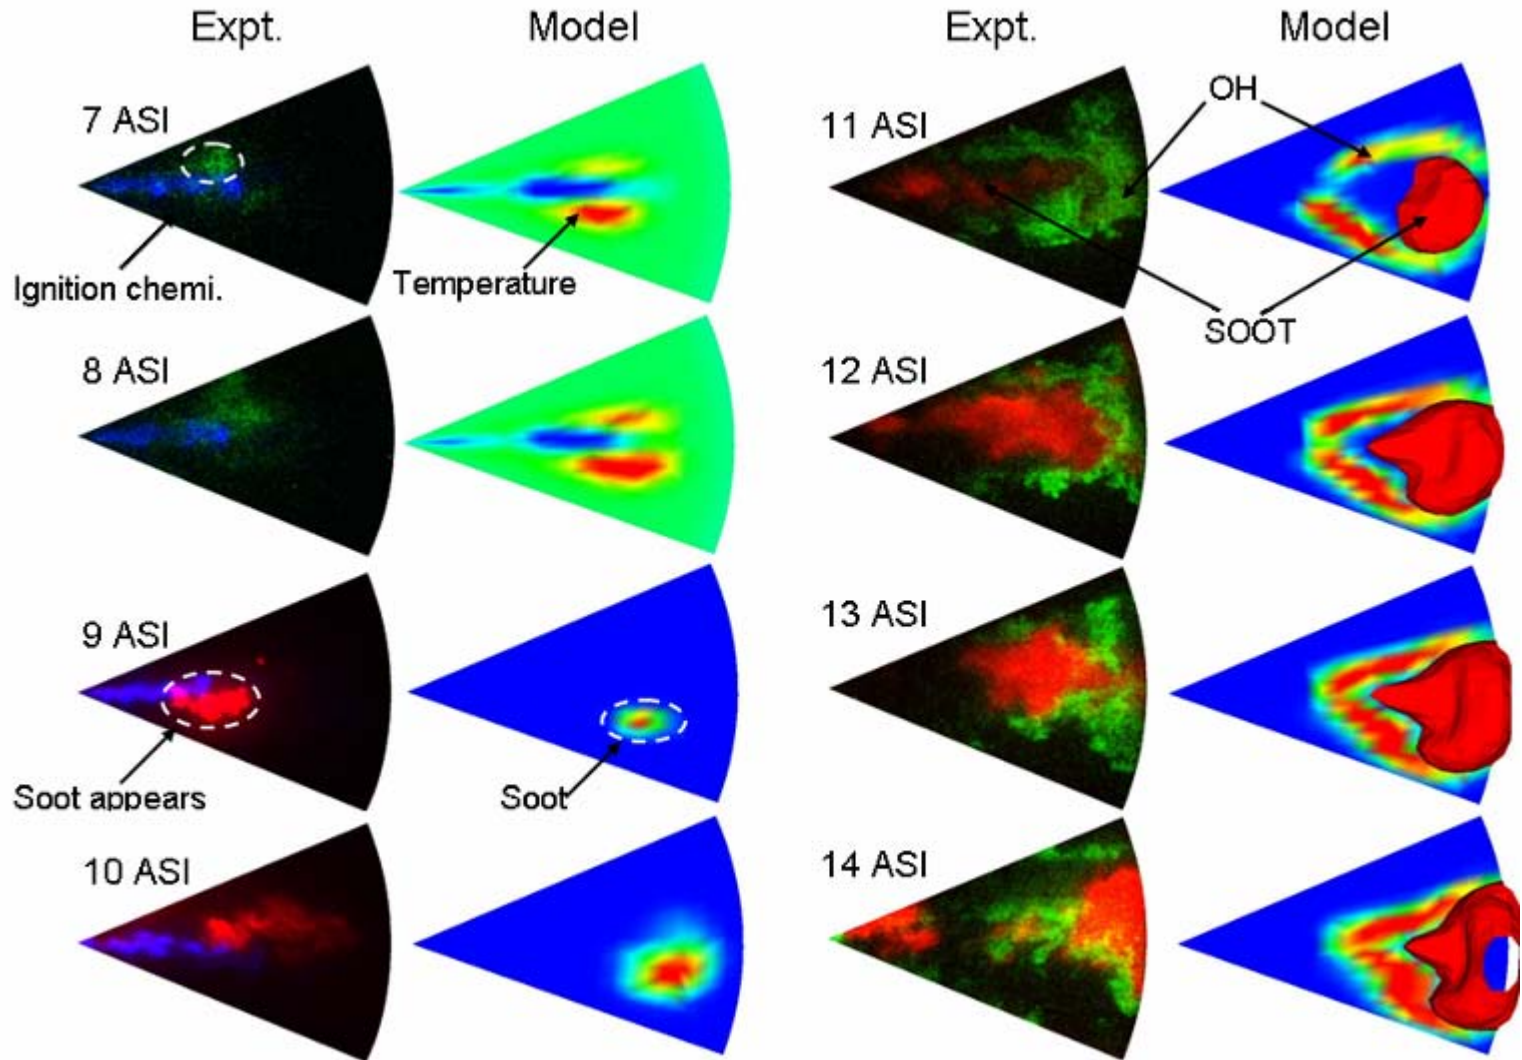 Expt.
Model
Expt.
Model
7 ASI
Ignition chemi.
Temperature
8 ASI
9 ASI
Soot appears
Soot
10 ASI
11 ASI
OH
SOOT
12 ASI
13 ASI
14 ASI